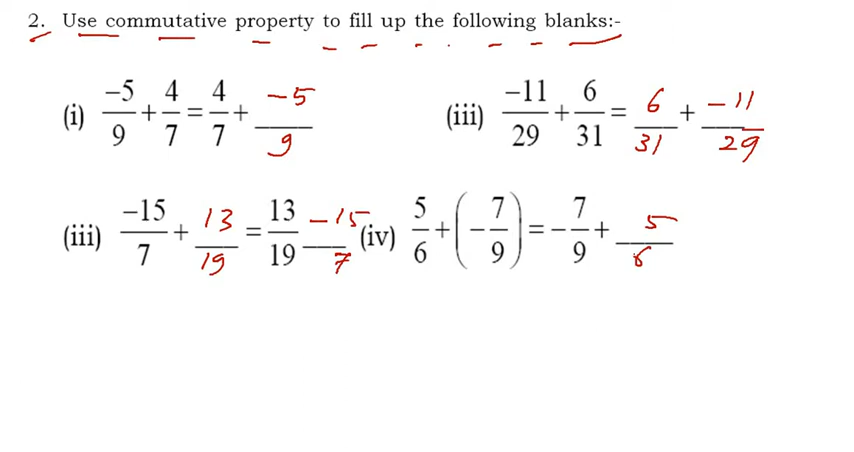 2. Use commutative property to fill up the following blanks:-
(i) -5/9 + 4/7 = 4/7 + -5/9
(iii) -11/29 + 6/31 = 6/31 + -11/29
(iii) -15/7 + 13/19 = 13/19 -15/7
(iv) 5/6 + (-7/9) = -7/9 + 5/6